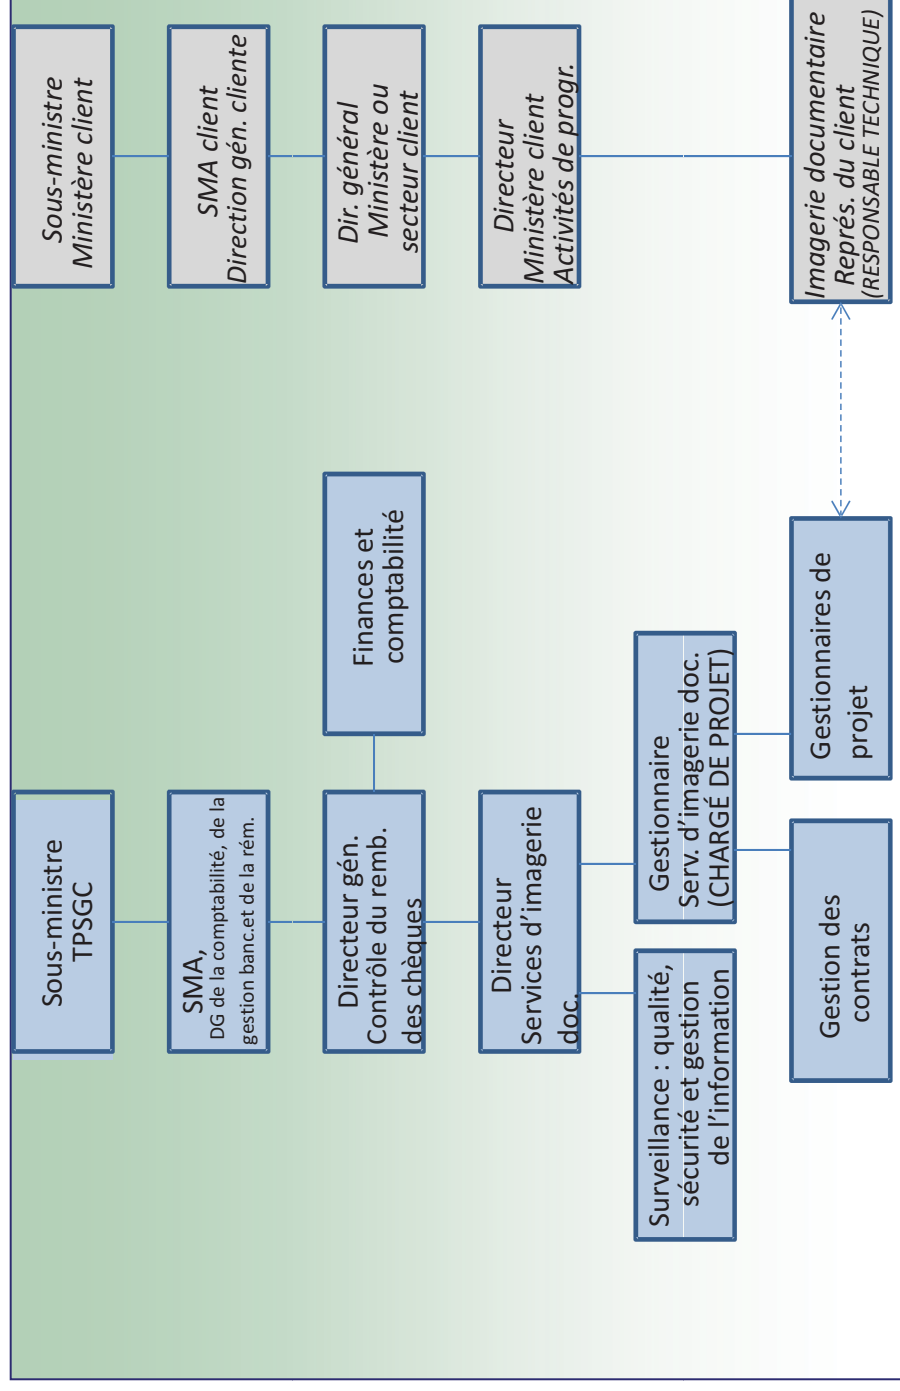 Sous-ministre
TPSGC
SMA,
DG de la comptabilité, de la
gestion banc.et de la rém.
Directeur gén.
Contrôle du remb.
des chèques
Finances et
comptabilité
Directeur
Services d’imagerie
doc.
Surveillance : qualité,
sécurité et gestion
de l’information
Gestionnaire
Serv. d’imagerie doc.
(CHARGÉ DE PROJET)
Gestion des
contrats
Gestionnaires de
projet
Sous-ministre
Ministère client
SMA client
Direction gén. cliente
Dir. général
Ministère ou
secteur client
Directeur
Ministère client
Activités de progr.
Imagerie documentaire
Représ. du client
(RESPONSABLE TECHNIQUE)